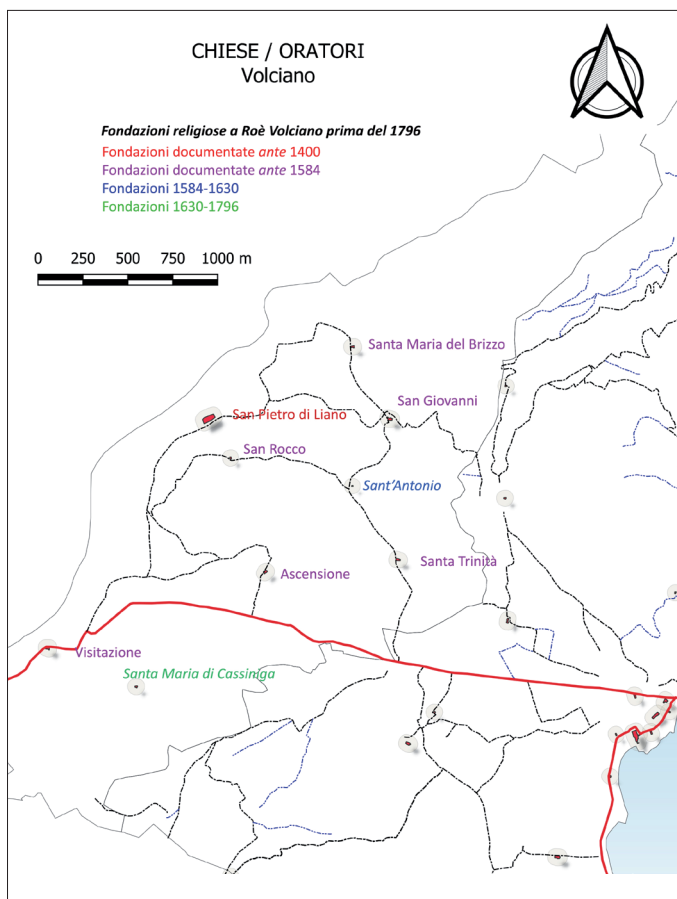 CHIESE / ORATORI
Volciano
Fondazioni religiose a Roè Volciano prima del 1796
Fondazioni documentate ante 1400
Fondazioni documentate ante 1584
Fondazioni 1584-1630
Fondazioni 1630-1796
0 250 500 750 1000 m
Santa Maria del Brizzo
San Giovanni
San Pietro di Liano
San Rocco
Sant'Antonio
Santa Trinità
Ascensione
Visitazione
Santa Maria di Cassinga